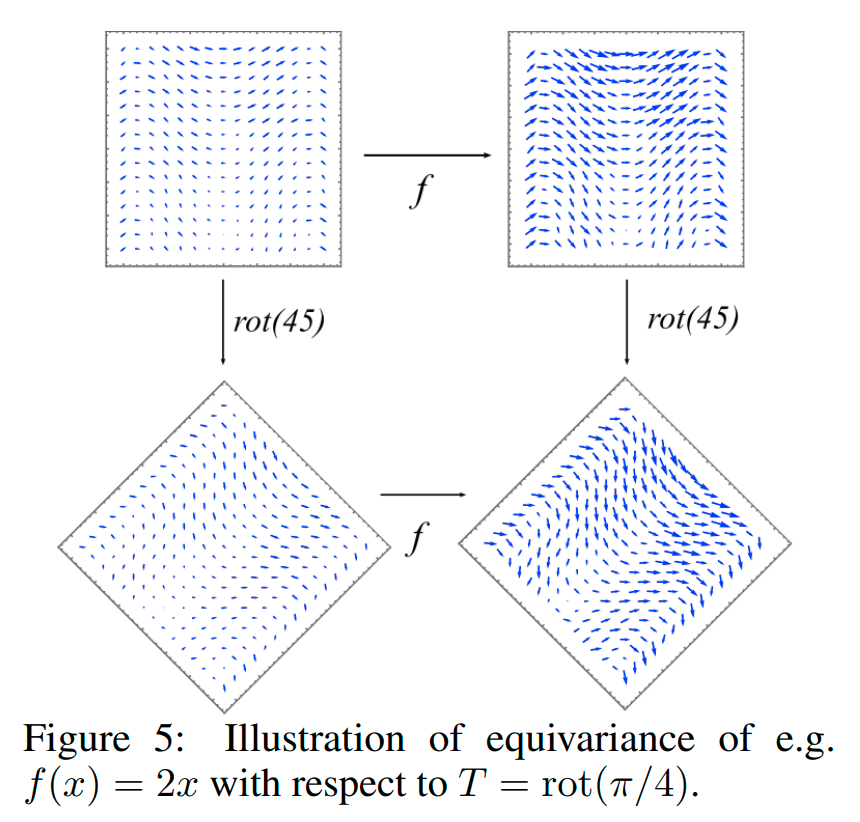 f
rot(45)
rot(45)
f
Figure 5: Illustration of equivariance of e.g.
f(x) = 2x with respect to T = rot(π/4).